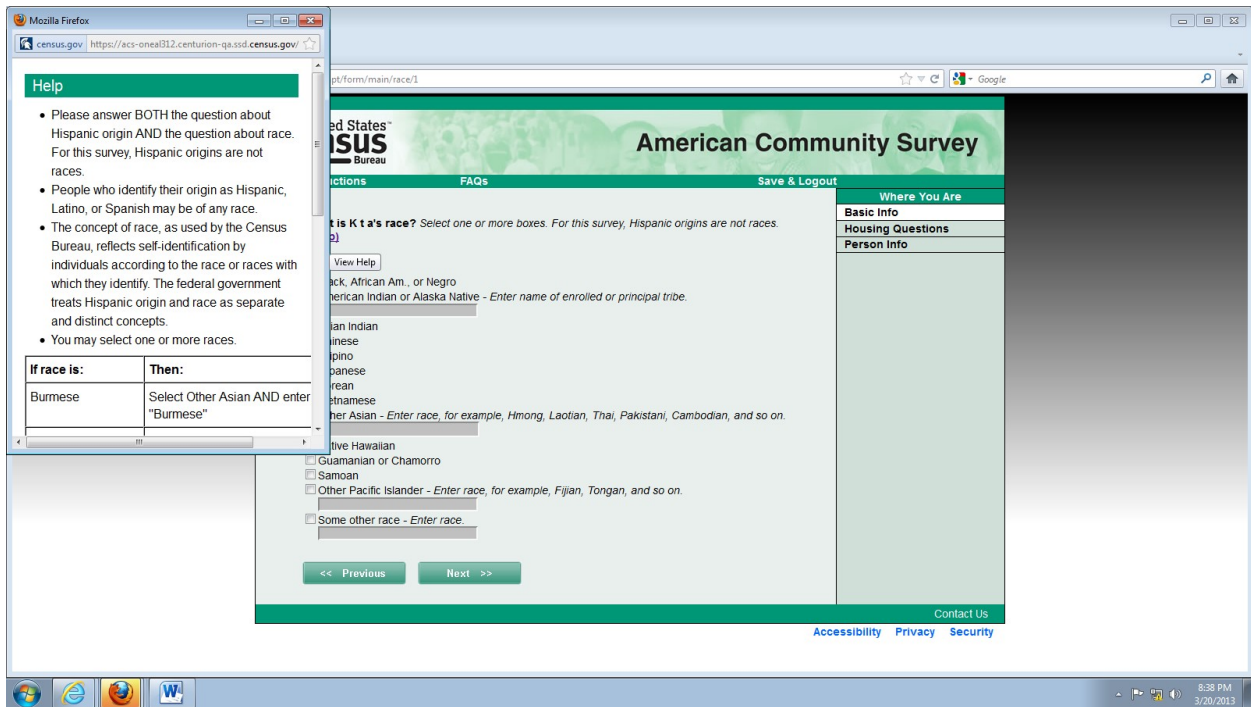 Mozilla Firefox
census.gov https://acs-oneal312.centurion-qa.ssd.census.gov/
Help
• Please answer BOTH the question about
Hispanic origin AND the question about race.
For this survey, Hispanic origins are not
races.
• People who identify their origin as Hispanic,
Latino, or Spanish may be of any race.
• The concept of race, as used by the Census
Bureau, reflects self-identification by
individuals according to the race or races with
which they identify. The federal government
treats Hispanic origin and race as separate
and distinct concepts.
• You may select one or more races.
If race is: Then:
Burmese Select Other Asian AND enter
"Burmese"
pt/form/main/race/1
Google
ed States™
nsus
Bureau
American Community Survey
uctions FAQs Save & Logout
Where You Are
Basic Info
Housing Questions
Person Info
t is K t a's race? Select one or more boxes. For this survey, Hispanic origins are not races.
p)
View Help
ack, African Am., or Negro
merican Indian or Alaska Native - Enter name of enrolled or principal tribe.
ian Indian
inese
ipino
panese
rean
etnamese
her Asian - Enter race, for example, Hmong, Laotian, Thai, Pakistani, Cambodian, and so on.
tive Hawaiian
Guamanian or Chamorro
Samoan
Other Pacific Islander - Enter race, for example, Fijian, Tongan, and so on.
Some other race - Enter race.
<< Previous Next >>
Contact Us
Accessibility Privacy Security
8:38 PM
3/20/2013